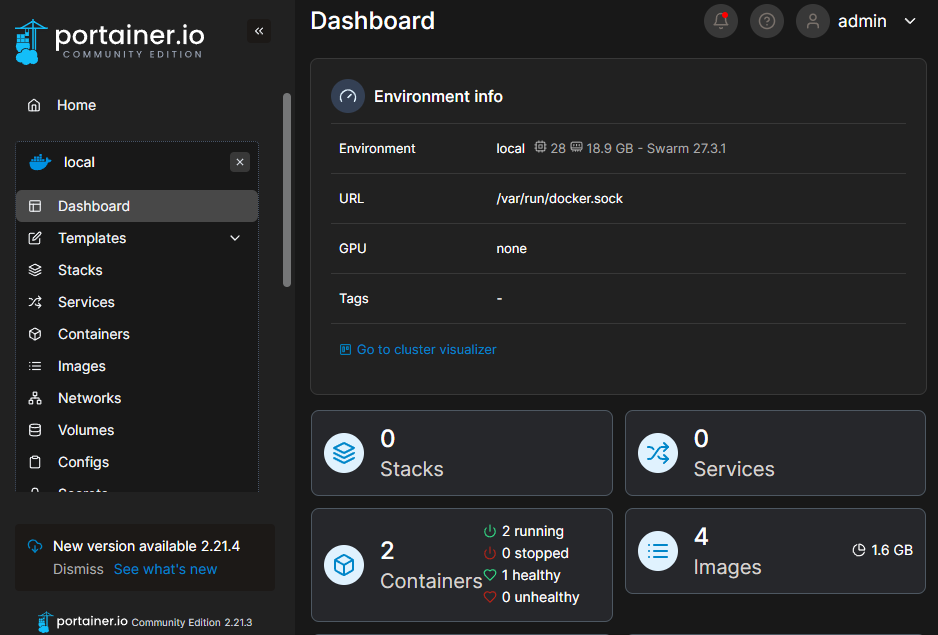 portainer.io
COMMUNITY EDITION
«
Home
local
×
Dashboard
Templates
Stacks
Services
Containers
Images
Networks
Volumes
Configs
Secrets
New version available 2.21.4
Dismiss See what's new
portainer.io Community Edition 2.21.3
Dashboard
admin
Environment info
Environment local 28 18.9 GB - Swarm 27.3.1
URL /var/run/docker.sock
GPU none
Tags -
Go to cluster visualizer
0
Stacks
0
Services
2
Containers
2 running
0 stopped
1 healthy
0 unhealthy
4
Images
1.6 GB